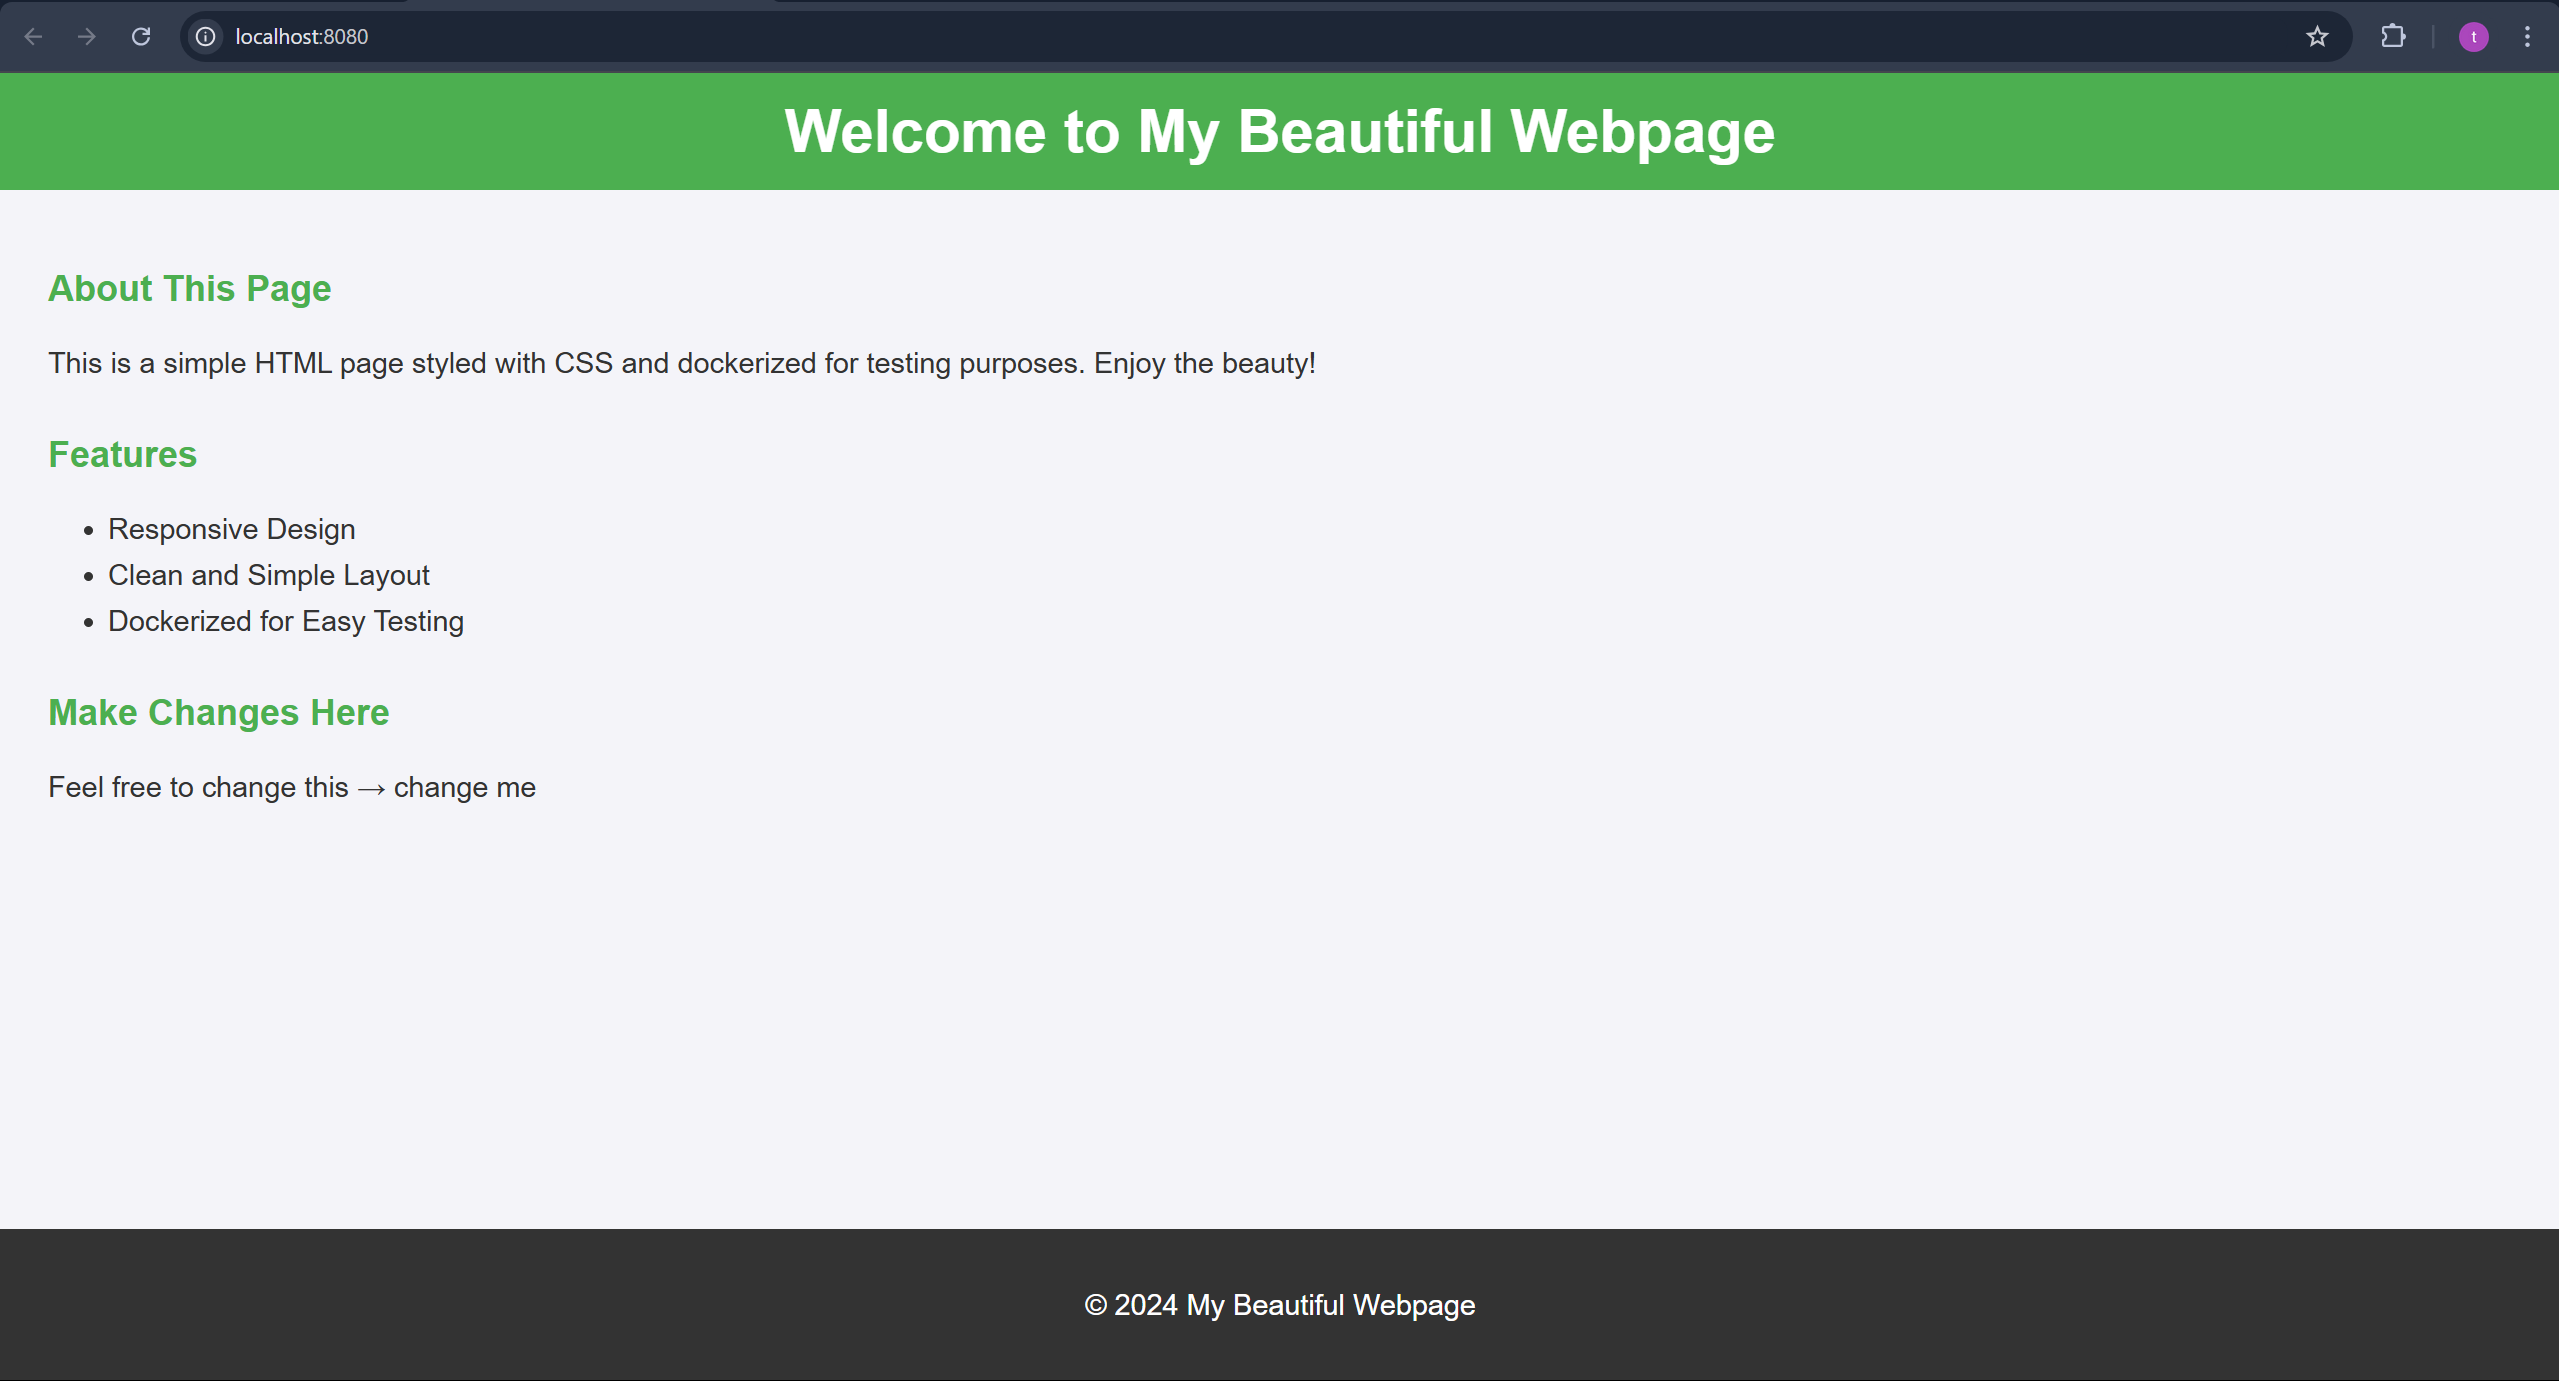 localhost:8080
t
Welcome to My Beautiful Webpage
About This Page
This is a simple HTML page styled with CSS and dockerized for testing purposes. Enjoy the beauty!
Features
• Responsive Design
• Clean and Simple Layout
• Dockerized for Easy Testing
Make Changes Here
Feel free to change this → change me
© 2024 My Beautiful Webpage